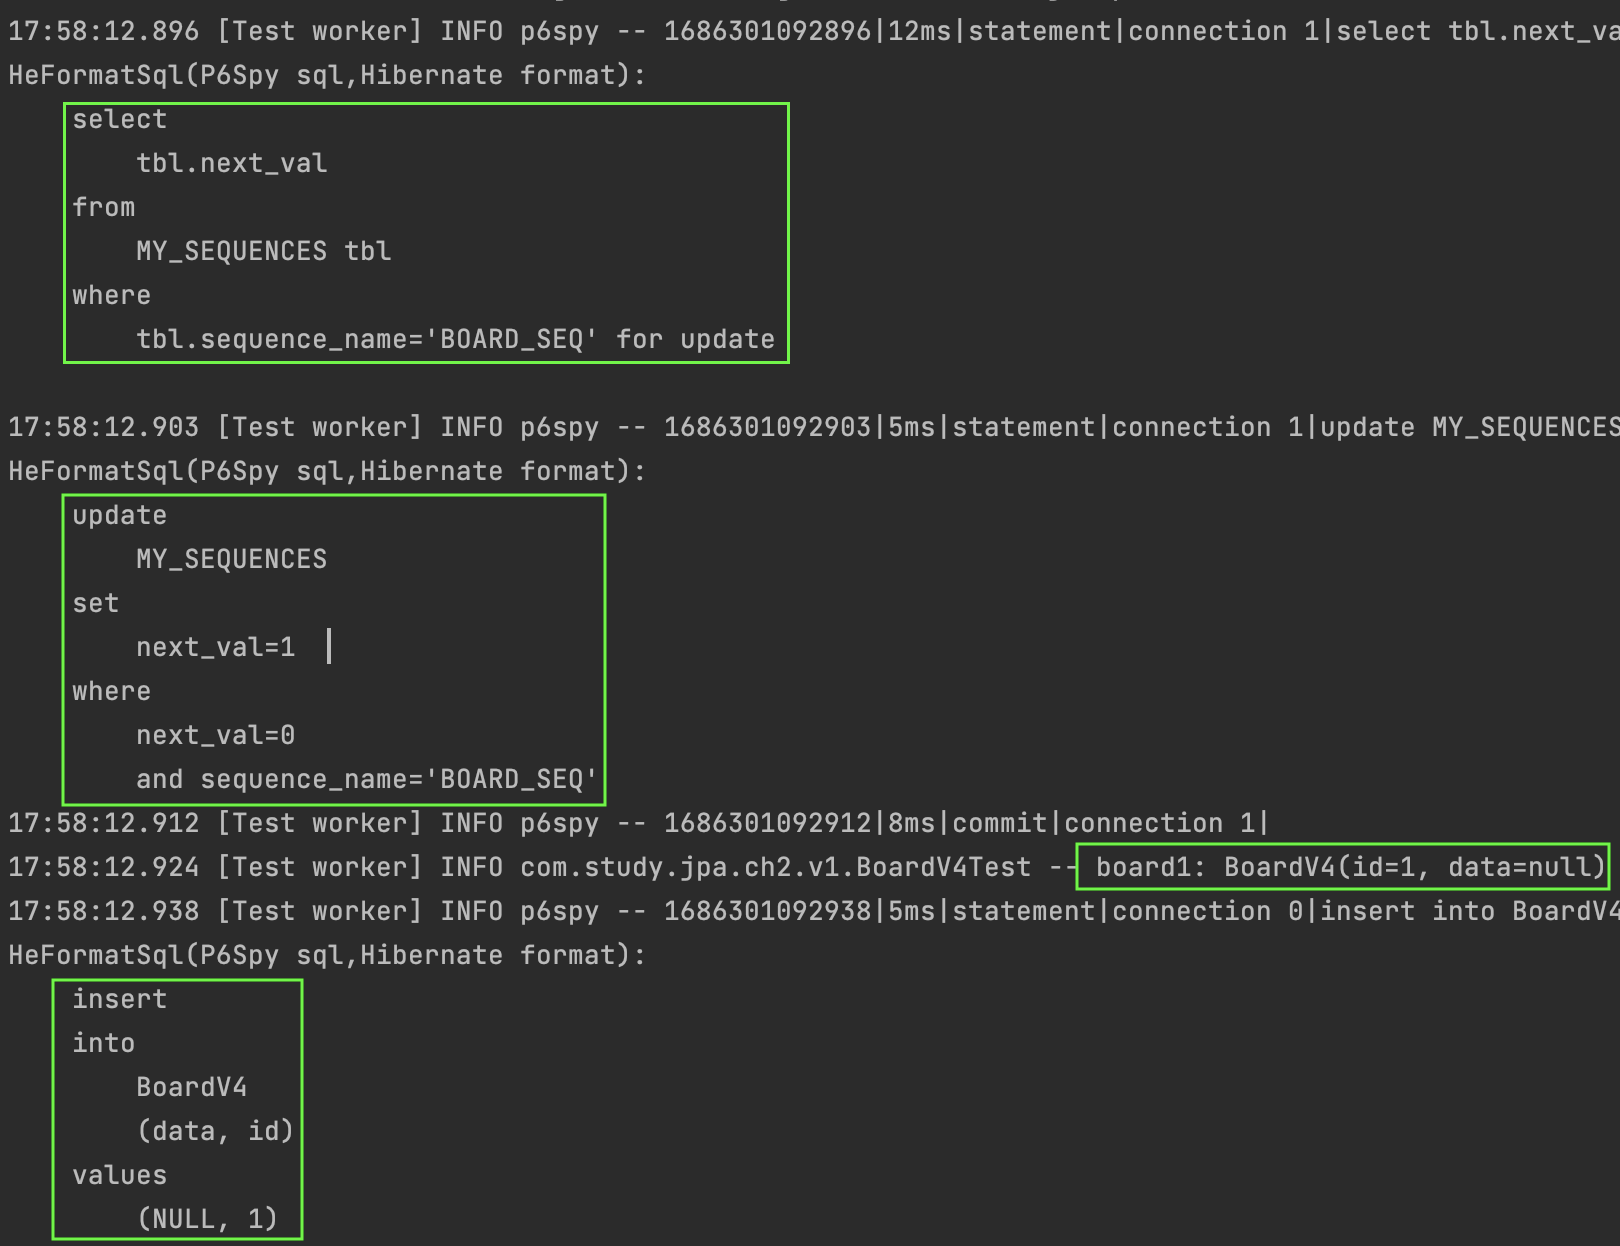 17:58:12.896 [Test worker] INFO p6spy -- 1686301092896|12ms|statement|connection 1|select tbl.next_va
HeFormatSql(P6Spy sql,Hibernate format):
    select
        tbl.next_val
    from
        MY_SEQUENCES tbl
    where
        tbl.sequence_name='BOARD_SEQ' for update
17:58:12.903 [Test worker] INFO p6spy -- 1686301092903|5ms|statement|connection 1|update MY_SEQUENCES
HeFormatSql(P6Spy sql,Hibernate format):
    update
        MY_SEQUENCES
    set
        next_val=1
    where
        next_val=0
        and sequence_name='BOARD_SEQ'
17:58:12.912 [Test worker] INFO p6spy -- 1686301092912|8ms|commit|connection 1|
17:58:12.924 [Test worker] INFO com.study.jpa.ch2.v1.BoardV4Test -- board1: BoardV4(id=1, data=null)
17:58:12.938 [Test worker] INFO p6spy -- 1686301092938|5ms|statement|connection 0|insert into BoardV4
HeFormatSql(P6Spy sql,Hibernate format):
    insert
    into
        BoardV4
        (data, id)
    values
        (NULL, 1)